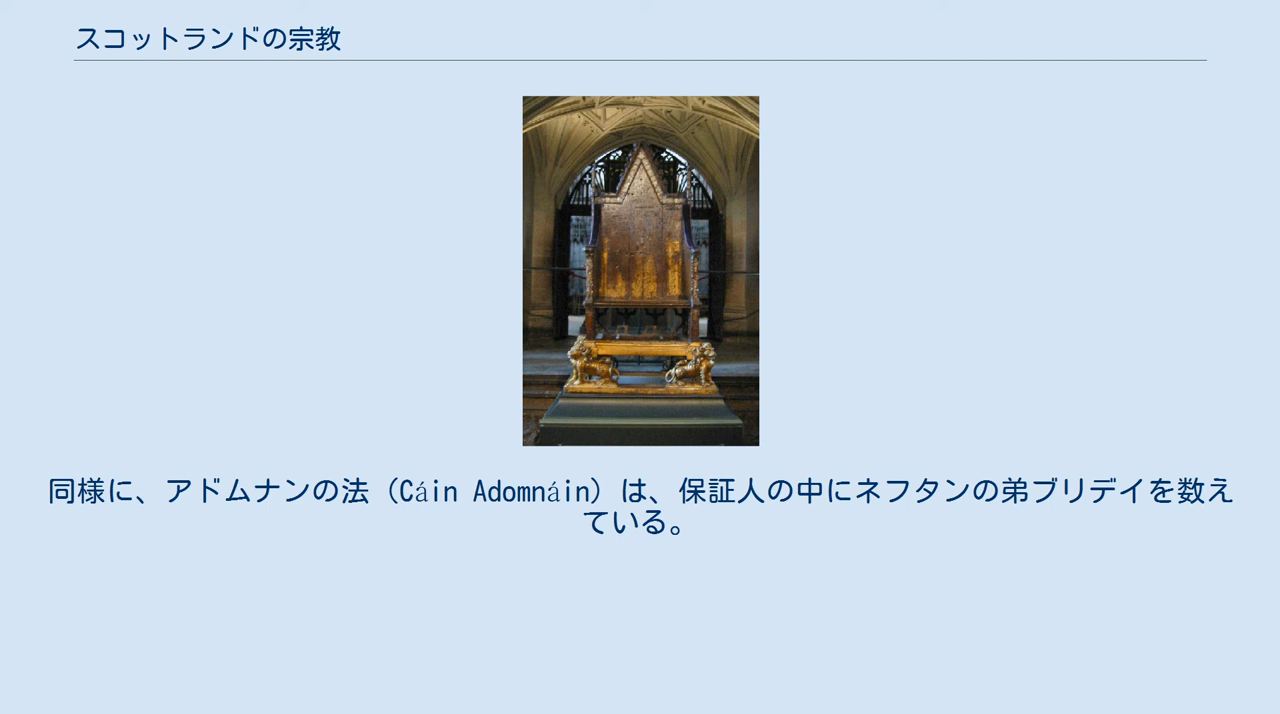 スコットランドの宗教
同様に、アドムナンの法（Cáin Adomnáin）は、保証人の中にネフタンの弟ブリデイを数え
ている。